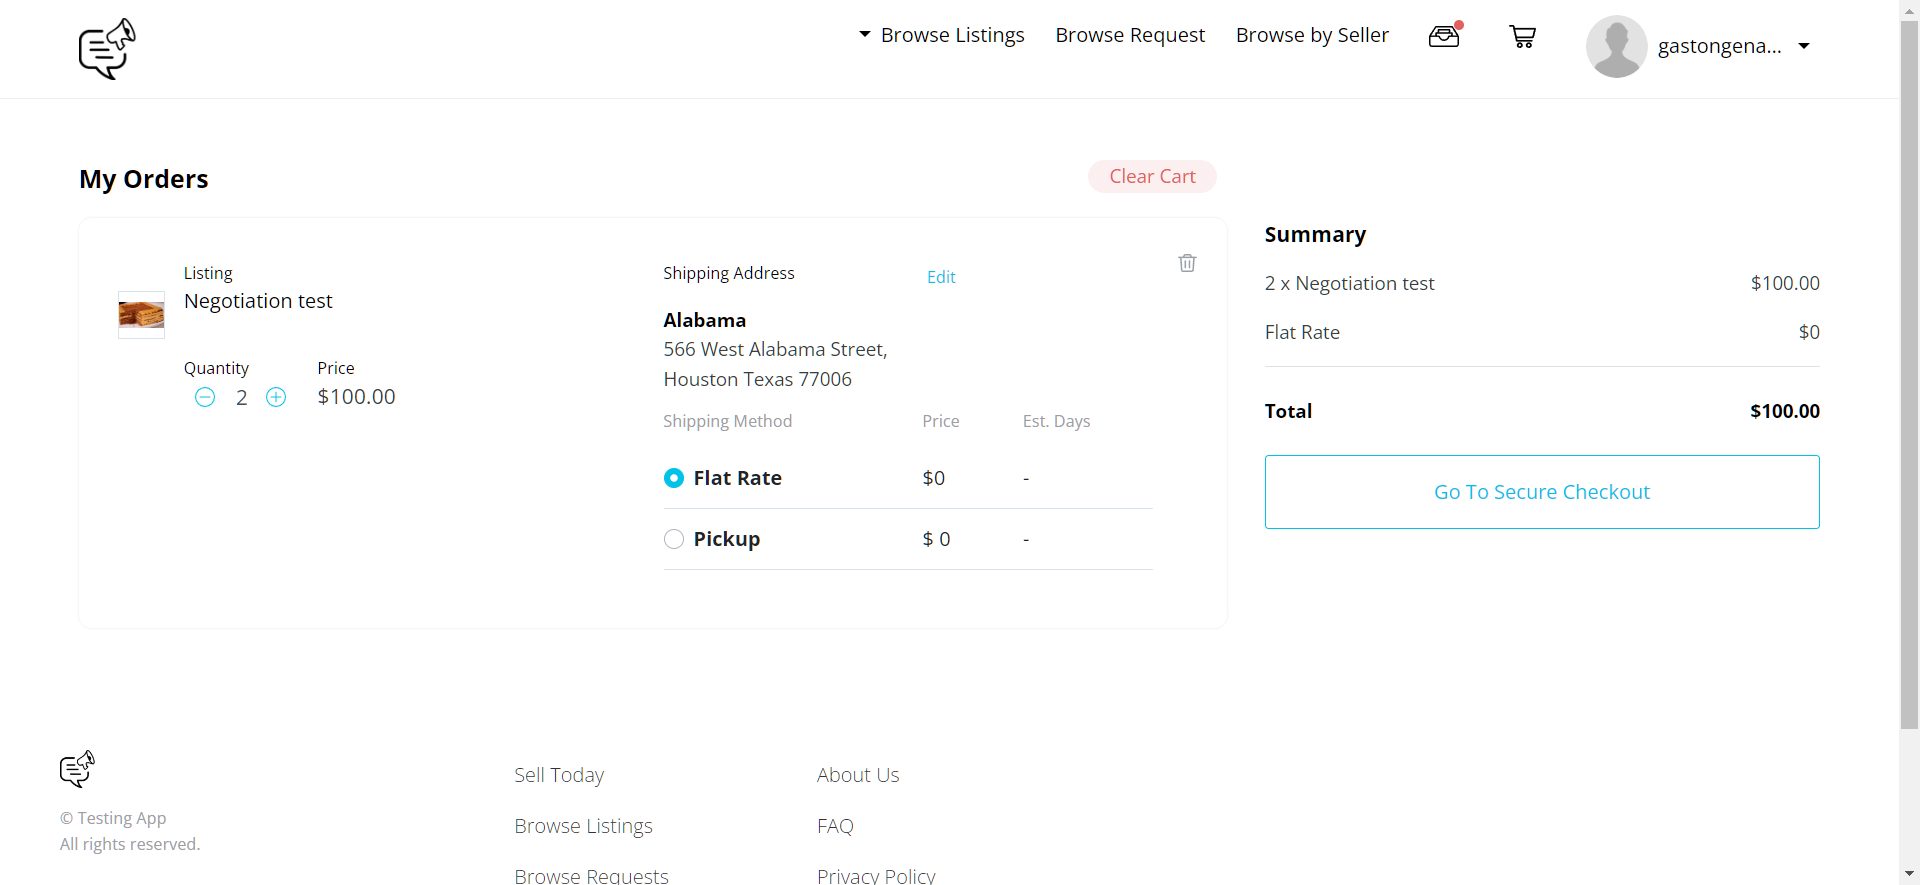 Browse Listings
Browse Request
Browse by Seller
gastongena...
My Orders
Clear Cart
Listing
Negotiation test
Quantity
Price
2
$100.00
Shipping Address
Edit
Alabama
566 West Alabama Street,
Houston Texas 77006
Shipping Method
Price
Est. Days
Flat Rate
$0
-
Pickup
$ 0
-
Summary
2 x Negotiation test
$100.00
Flat Rate
$0
Total
$100.00
Go To Secure Checkout
© Testing App
All rights reserved.
Sell Today
Browse Listings
Browse Requests
About Us
FAQ
Privacy Policy